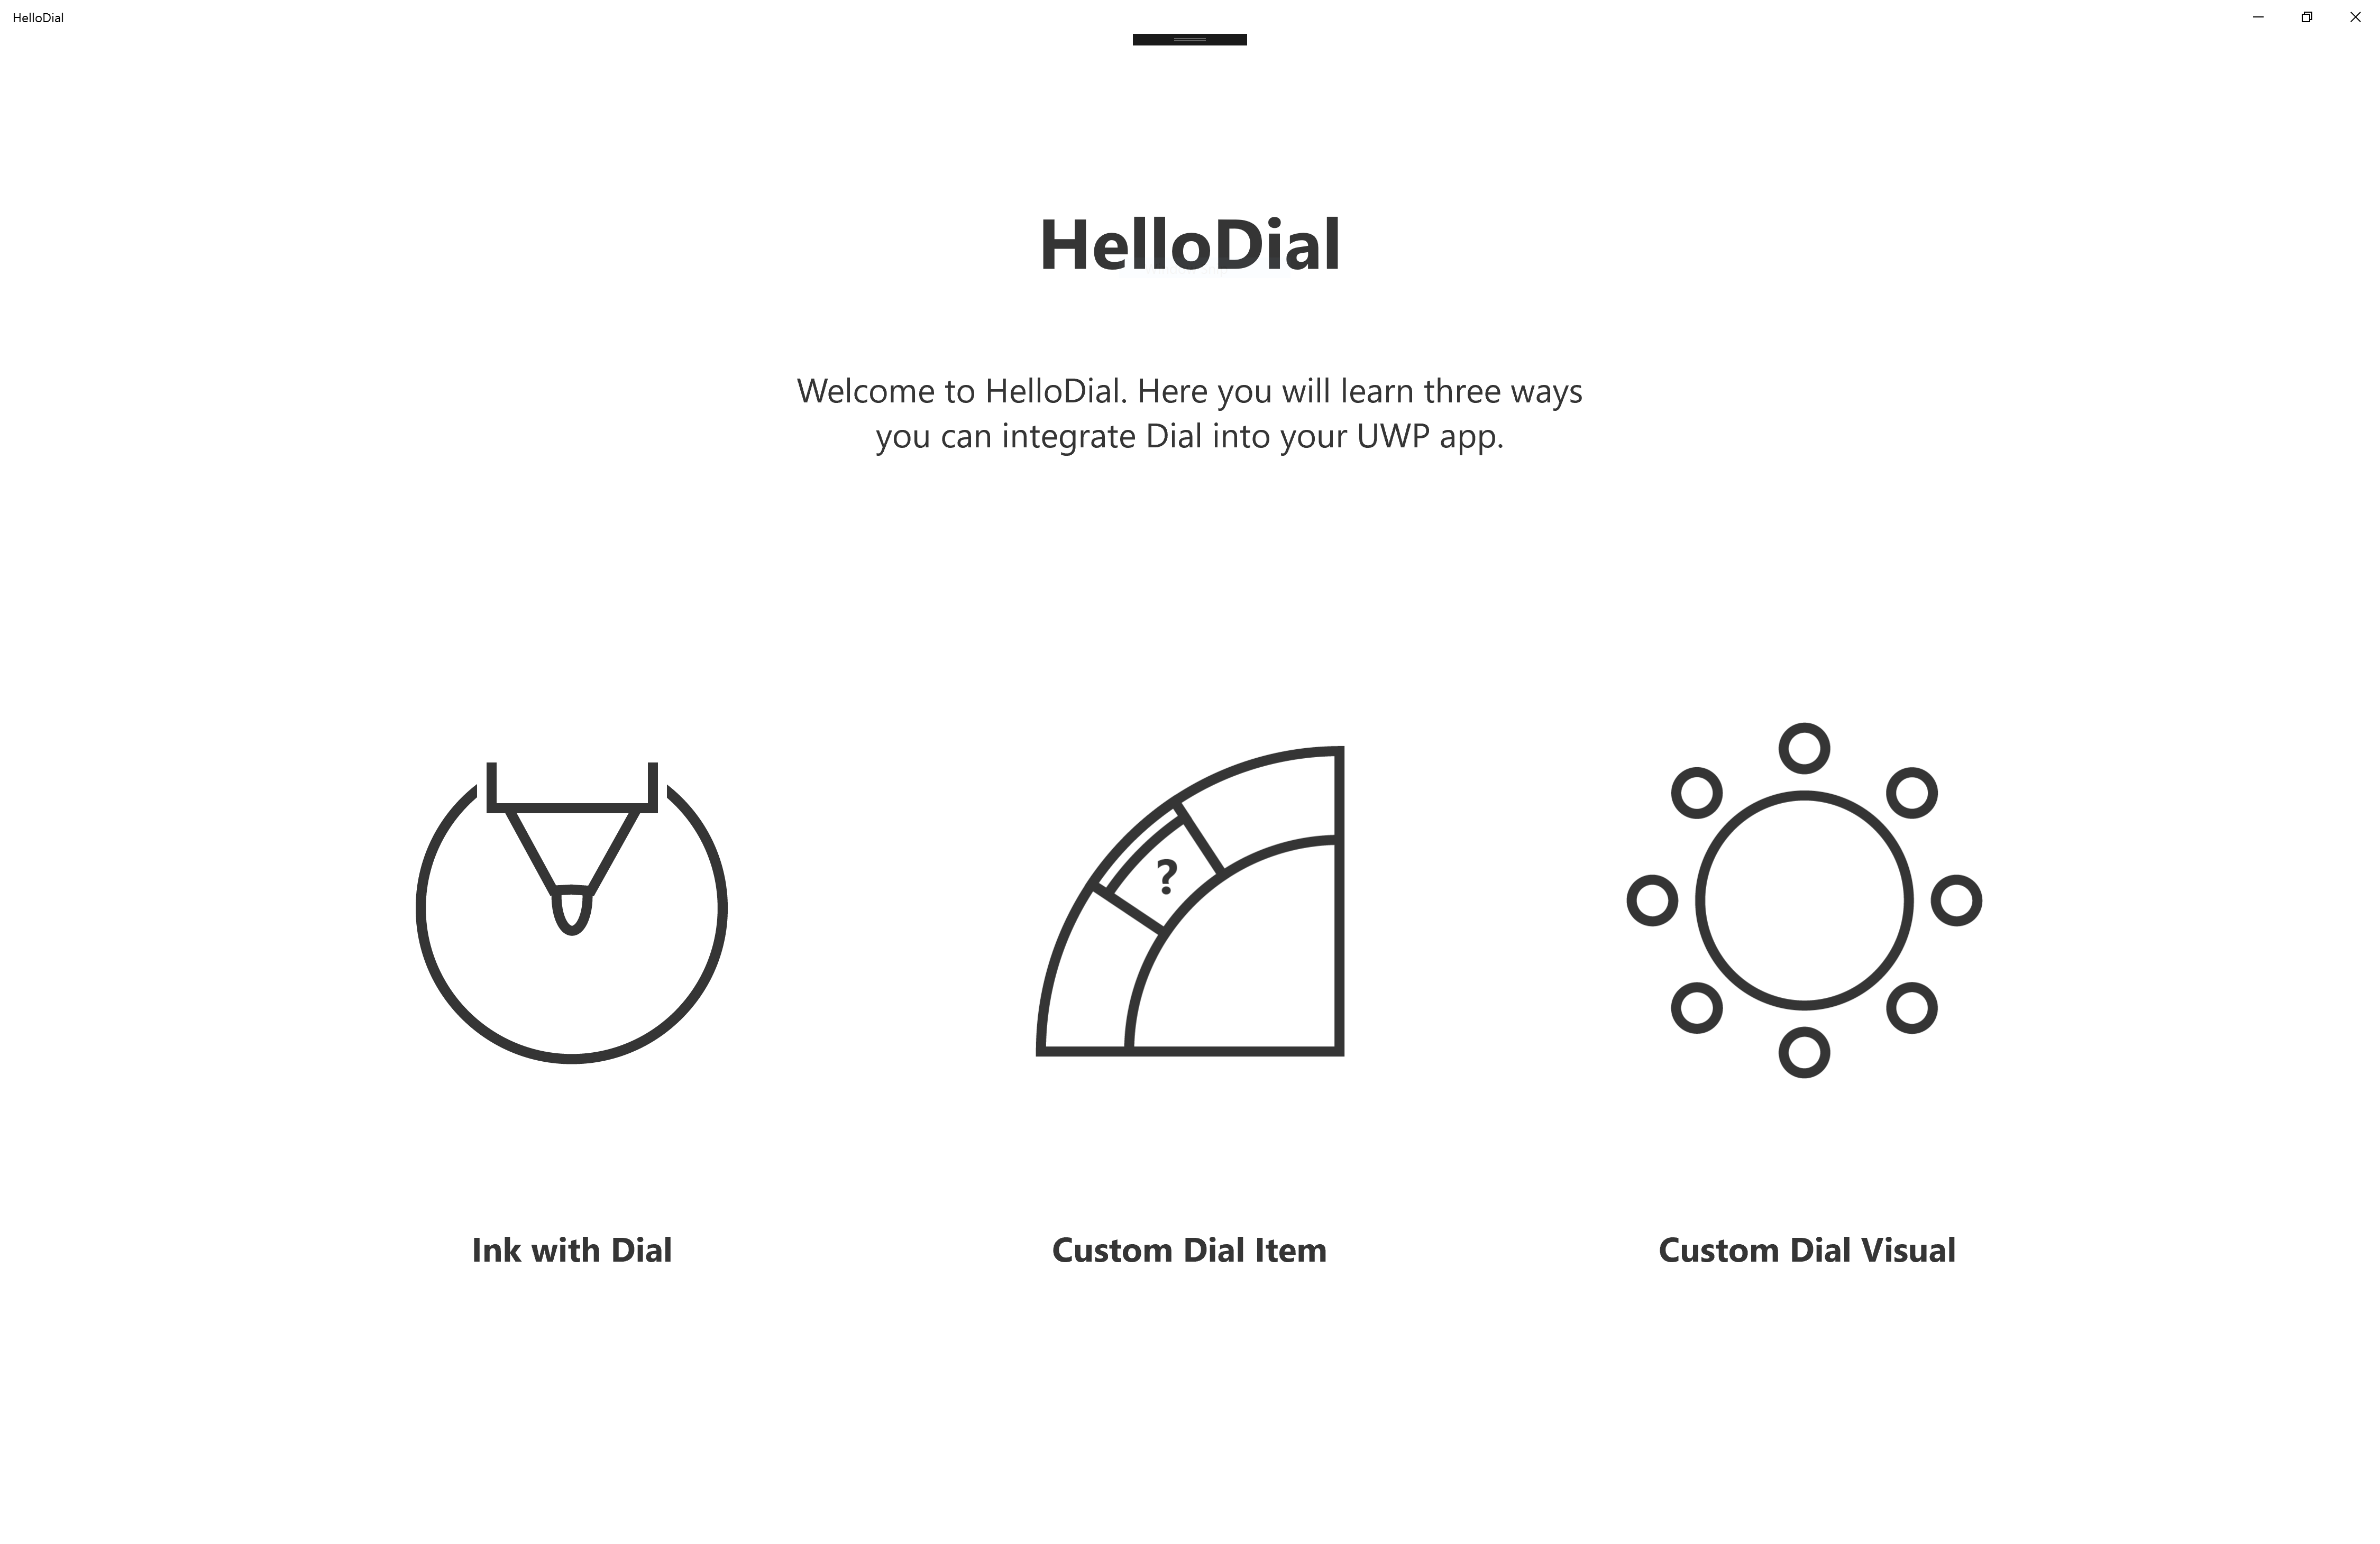 HelloDial
HelloDial
Welcome to HelloDial. Here you will learn three ways
you can integrate Dial into your UWP app.
?
Ink with Dial
Custom Dial Item
Custom Dial Visual